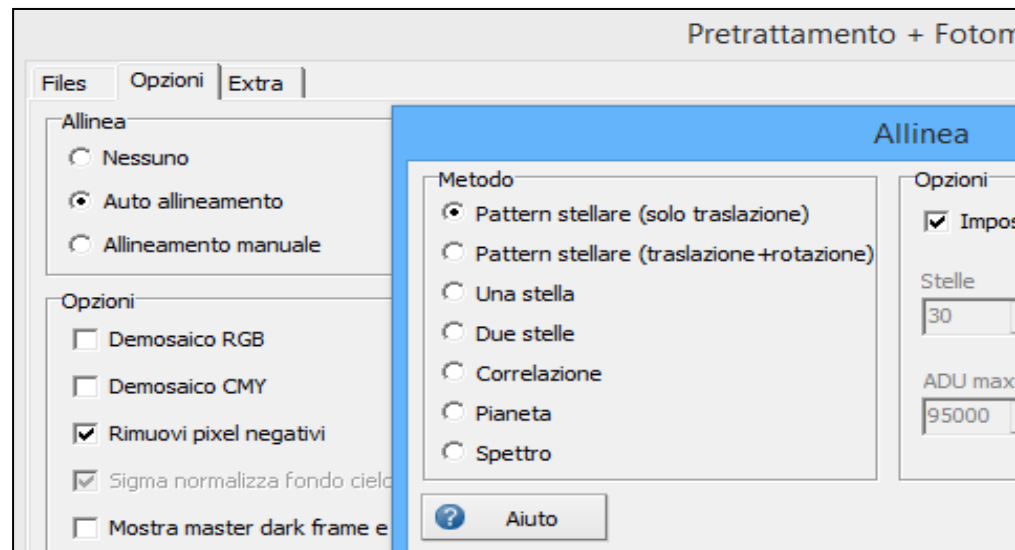 Pretrattamento + Foto
Files Opzioni Extra
Allinea
Nessuno
Auto allineamento
Allineamento manuale
Opzioni
Demosaico RGB
Demosaico CMY
Rimuovi pixel negativi
Sigma normalizza fondo cielo
Mostra master dark frame e
Allinea
Metodo
Pattern stellare (solo traslazione)
Pattern stellare (traslazione+rotazione)
Una stella
Due stelle
Correlazione
Pianeta
Spettro
Aiuto
Opzioni
Impos
Stelle
30
ADU max
95000